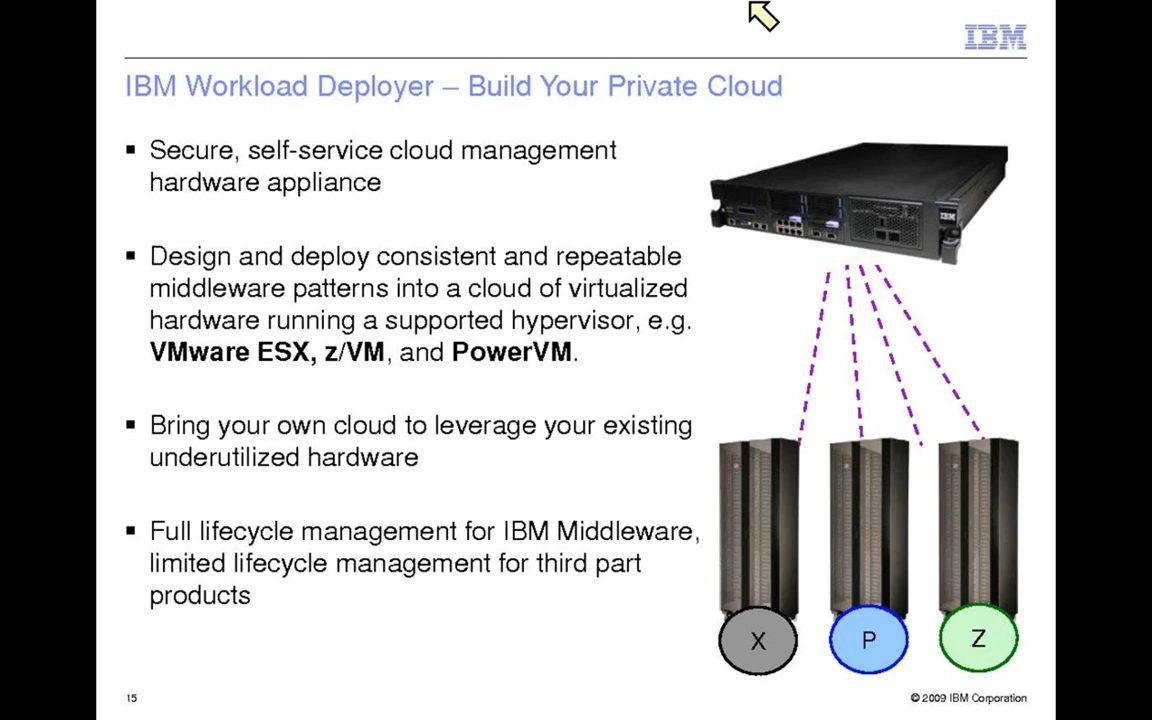 IBM
IBM Workload Deployer – Build Your Private Cloud
▪ Secure, self-service cloud management
hardware appliance
▪ Design and deploy consistent and repeatable
middleware patterns into a cloud of virtualized
hardware running a supported hypervisor, e.g.
VMware ESX, z/VM, and PowerVM.
▪ Bring your own cloud to leverage your existing
underutilized hardware
▪ Full lifecycle management for IBM Middleware,
limited lifecycle management for third part
products
IBM
X
P
Z
15
© 2009 IBM Corporation